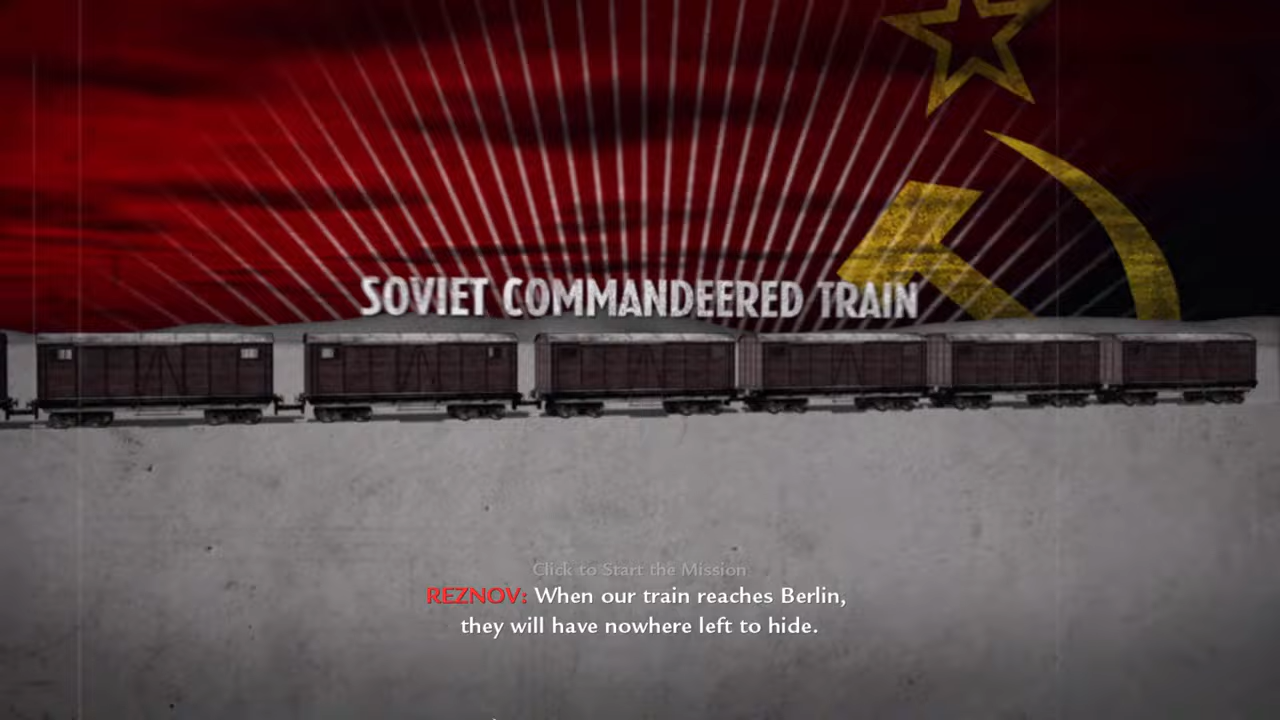 SOVIET COMMANDEERED TRAIN
Click to Start the Mission
REZNOV: When our train reaches Berlin,
they will have nowhere left to hide.